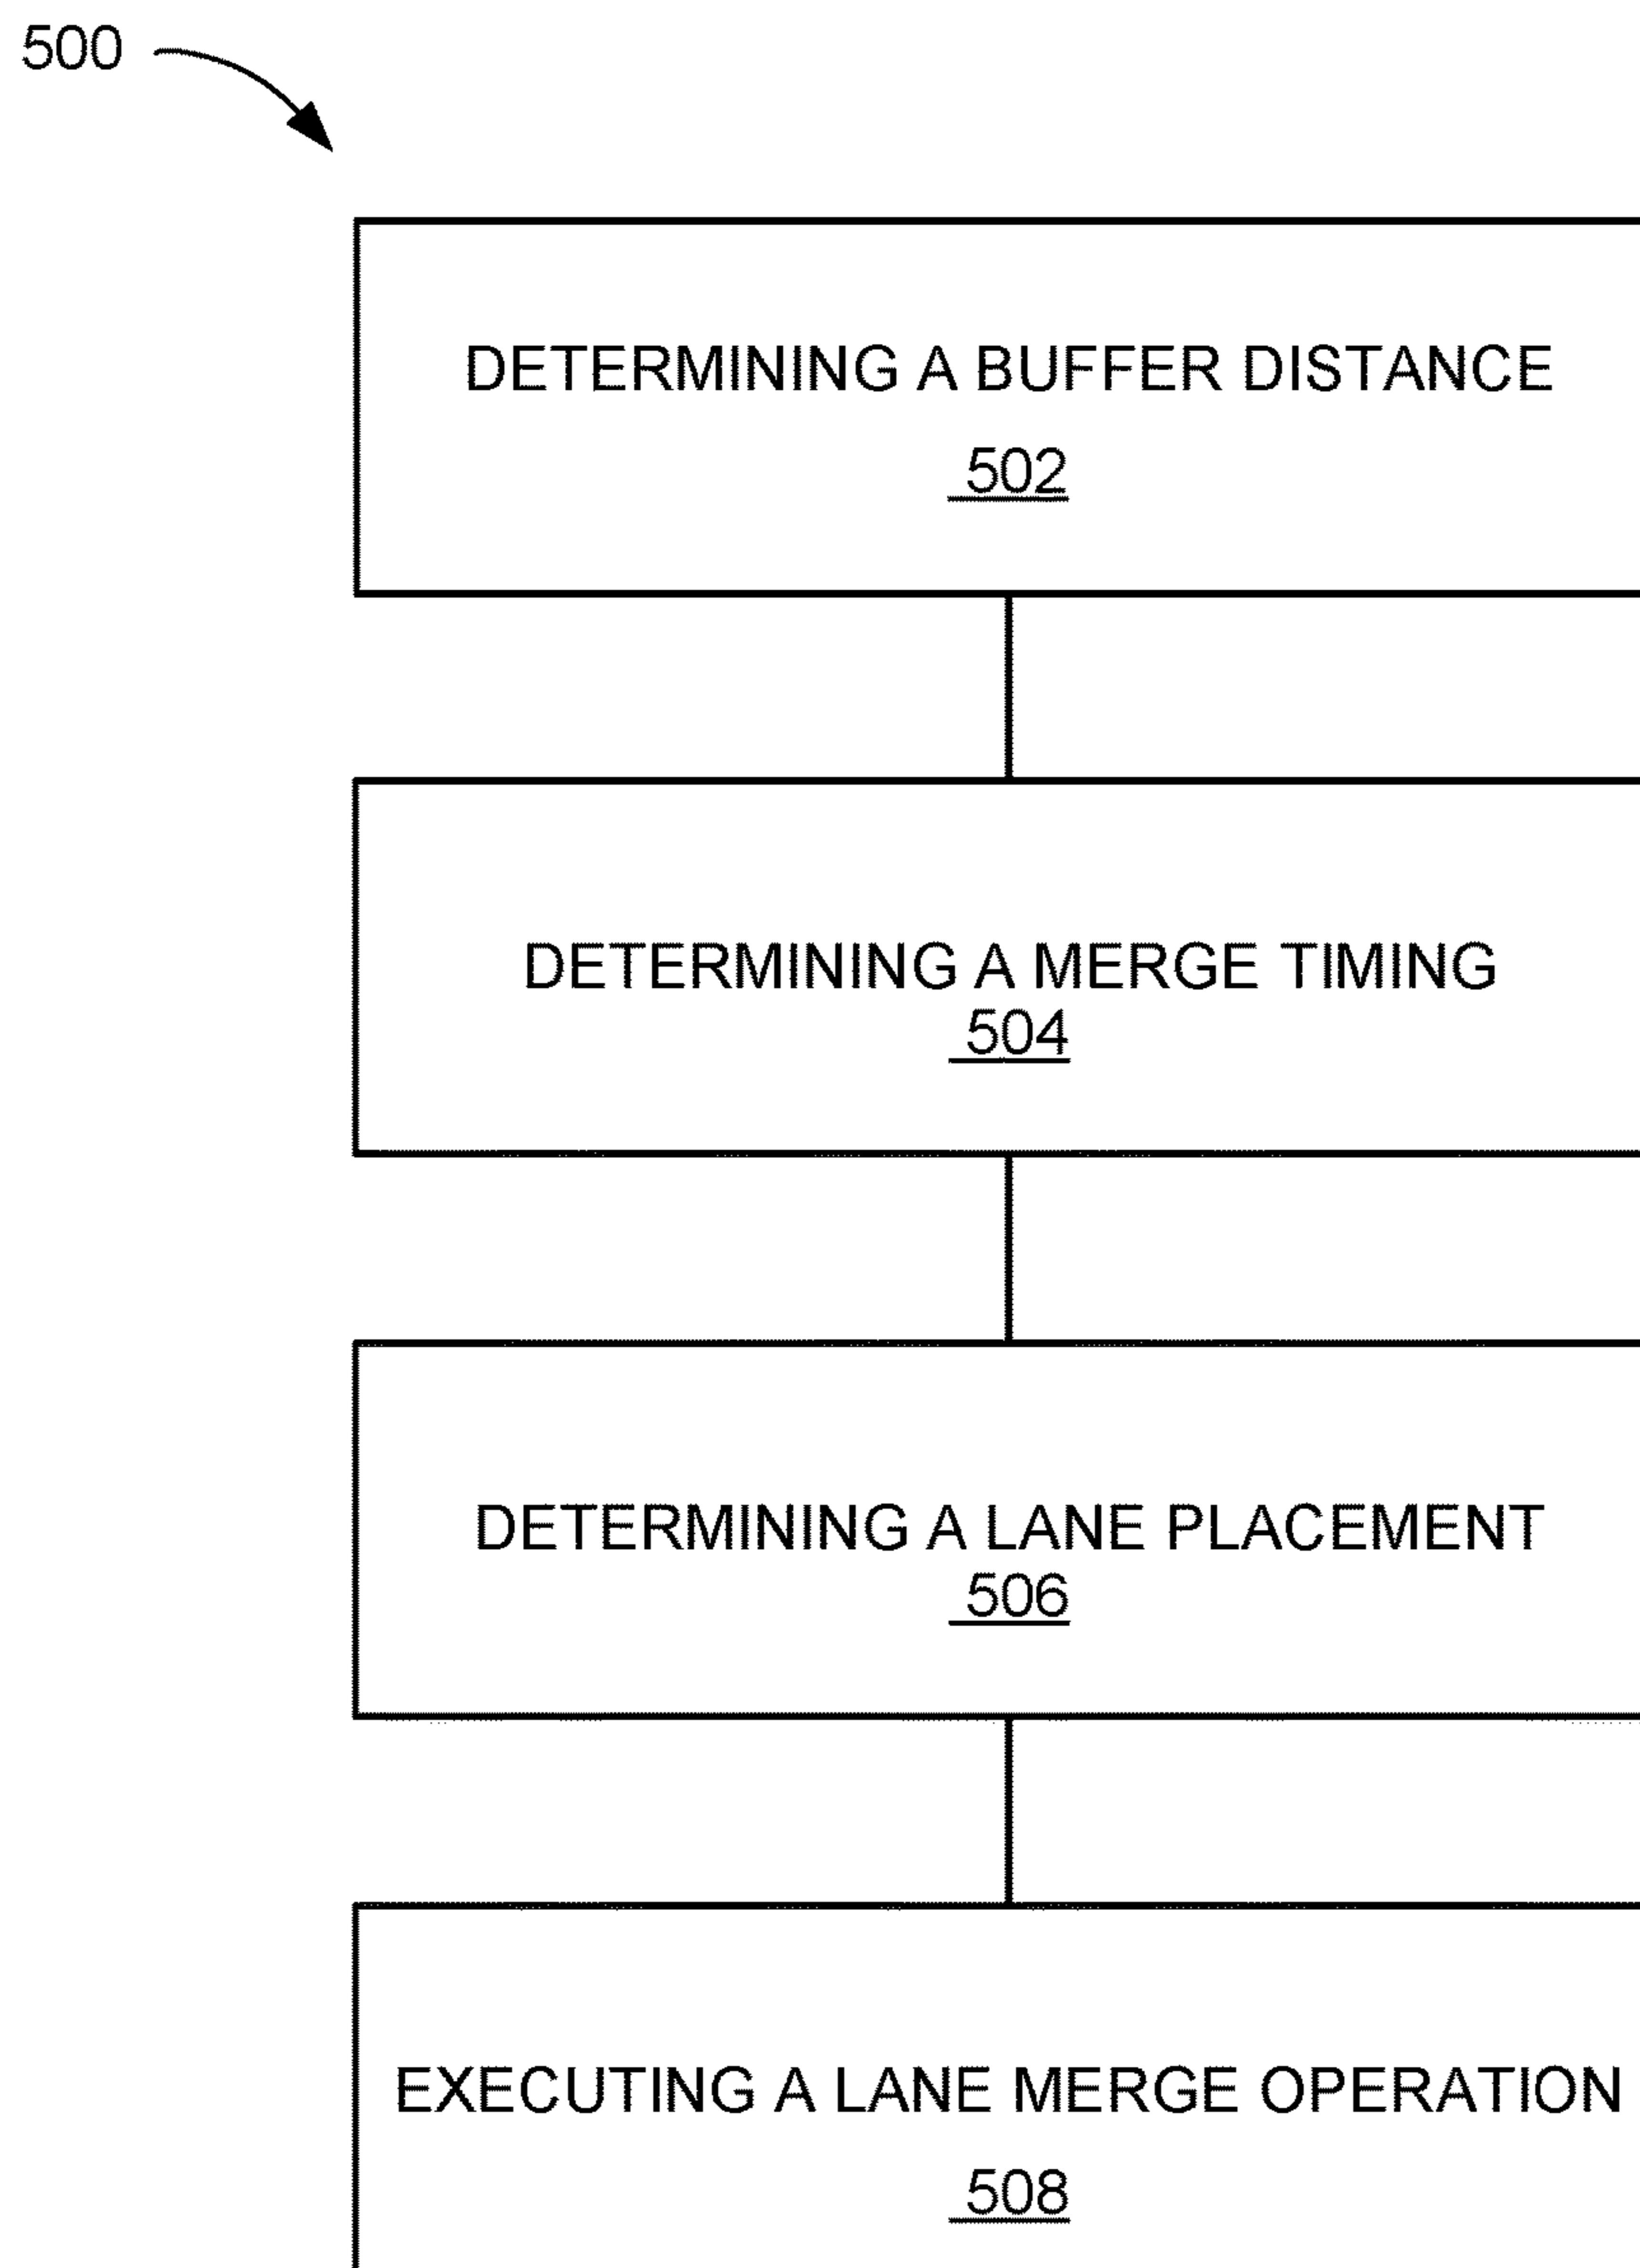 500
DETERMINING A BUFFER DISTANCE
502
DETERMINING A MERGE TIMING
504
DETERMINING A LANE PLACEMENT
506
EXECUTING A LANE MERGE OPERATION
508